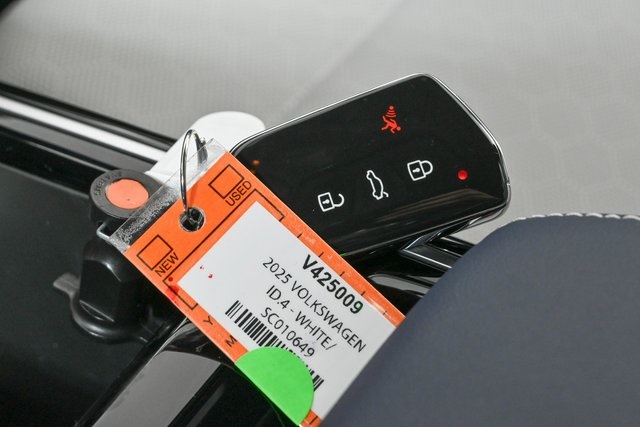 USED
NEW
V425009
2025 VOLKSWAGEN
ID.4 - WHITE/
SC010649
Y
M